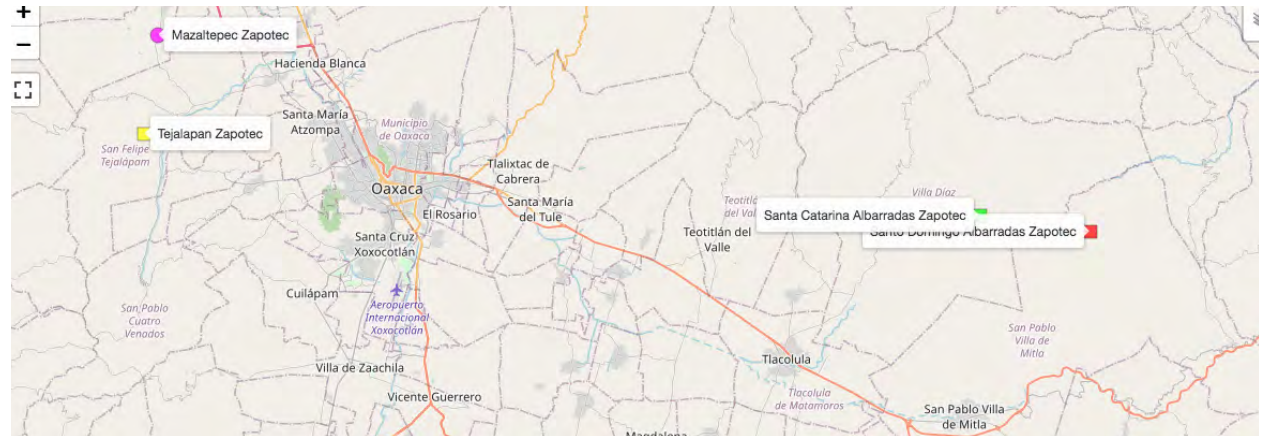 +
−
Mazaltepec Zapotec
Hacienda Blanca
Santa María
Atzompa
Municipio
de Oaxaca
Tejalapan Zapotec
San Felipe
Tejalápam
Tlalixtac de
Cabrera
Oaxaca
El Rosario
Santa María
del Tule
Villa Díaz
Santa Catarina Albarradas Zapotec
Santo Domingo Albarradas Zapotec
Teotitlán del
Valle
Santa Cruz
Xoxocotlán
Cuilápam
Aeropuerto
Internacional
Xoxocotlán
San Pablo
Cuatro
Venados
San Pablo
Villa de
Mitla
Tlacolula
Villa de Zaachila
Vicente Guerrero
Tlacolula
de Matamoros
San Pablo Villa
de Mitla
Magdalena